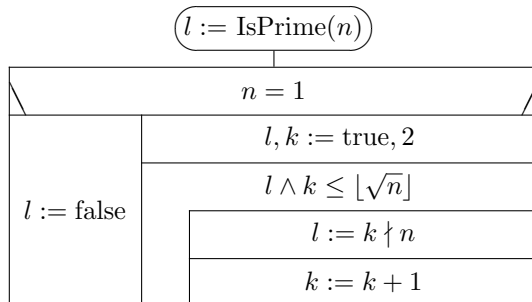 l := IsPrime(n)
n = 1
l, k := true, 2
l ∧ k ≤ ⌊√n⌋
l := false
l := k ∤ n
k := k + 1